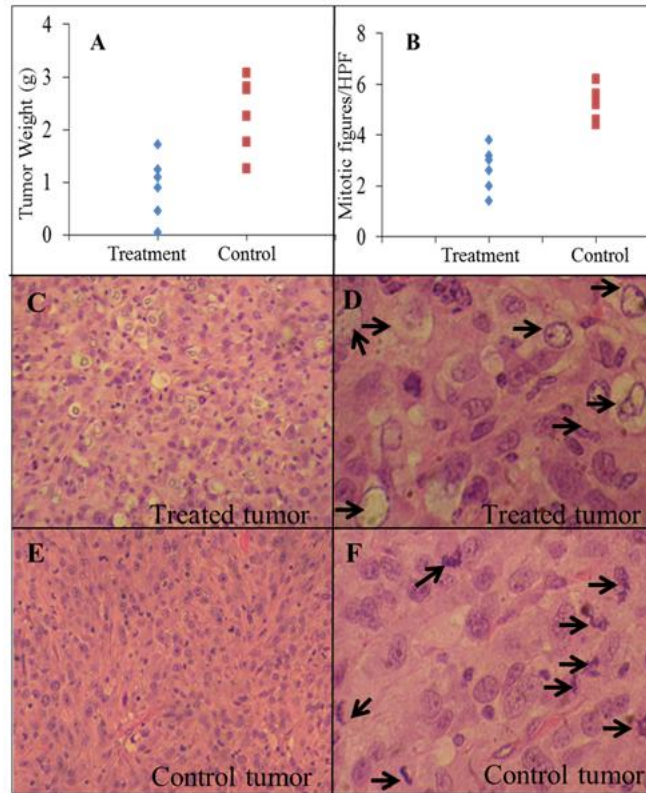 A
Tumor Weight (g)
4
3
2
1
0
Treatment
Control
B
Mitotic figures/HPF
8
6
4
2
0
Treatment
Control
C
Treated tumor
D
Treated tumor
E
Control tumor
F
Control tumor